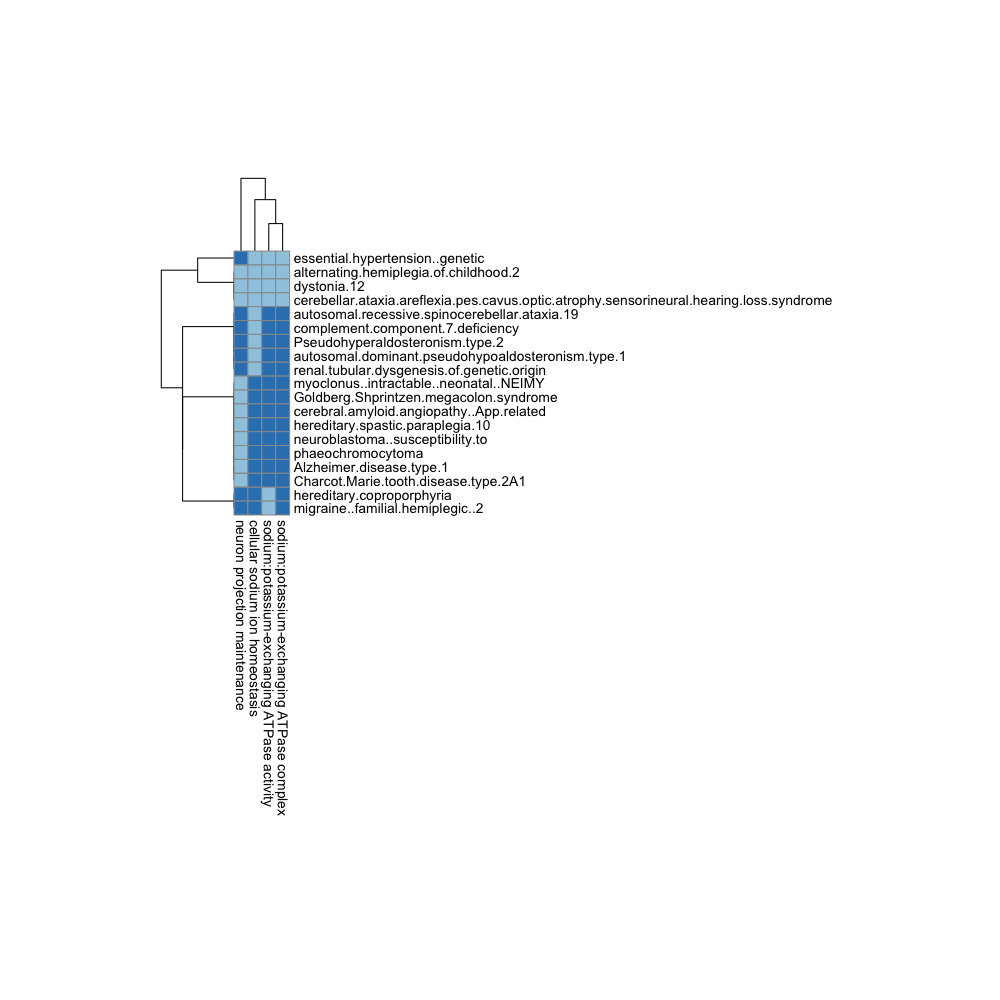 essential.hypertension..genetic
alternating.hemiplegia.of.childhood.2
dystonia.12
cerebellar.ataxia.areflexia.pes.cavus.optic.atrophy.sensorineural.hearing.loss.syndrome
autosomal.recessive.spinocerebellar.ataxia.19
complement.component.7.deficiency
Pseudohyperaldosteronism.type.2
autosomal.dominant.pseudohypoaldosteronism.type.1
renal.tubular.dysgenesis.of.genetic.origin
myoclonus..intractable..neonatal..NEIMY
Goldberg.Shprintzen.megacolon.syndrome
cerebral.amyloid.angiopathy..App.related
hereditary.spastic.paraplegia.10
neuroblastoma..susceptibility.to
phaeochromocytoma
Alzheimer.disease.type.1
Charcot.Marie.tooth.disease.type.2A1
hereditary.coproporphyria
migraine..familial.hemiplegic..2
neuron projection maintenance
cellular sodium ion homeostasis
sodium:potassium-exchanging ATPase activity
sodium:potassium-exchanging ATPase complex